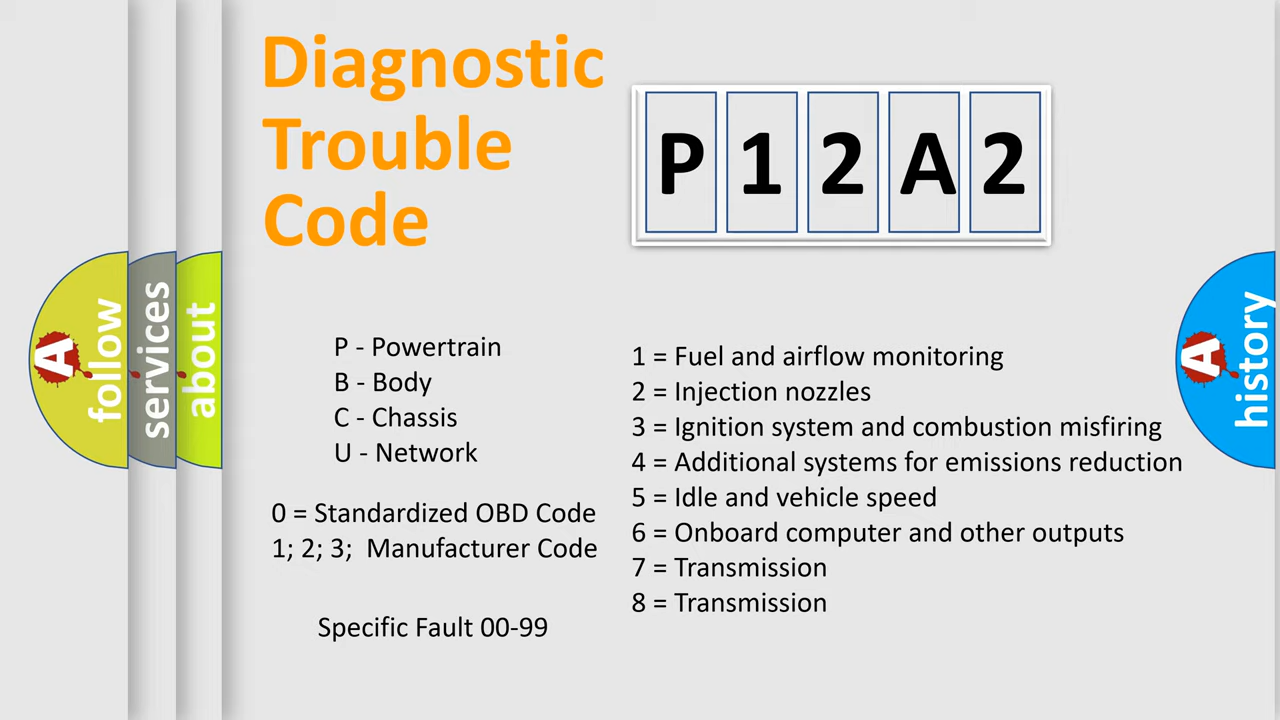 Diagnostic
Trouble
Code
P12A2
P - Powertrain
B - Body
C - Chassis
U - Network
0 = Standardized OBD Code
1; 2; 3;  Manufacturer Code
Specific Fault 00-99
1 = Fuel and airflow monitoring
2 = Injection nozzles
3 = Ignition system and combustion misfiring
4 = Additional systems for emissions reduction
5 = Idle and vehicle speed
6 = Onboard computer and other outputs
7 = Transmission
8 = Transmission
A follow
services
about
A history